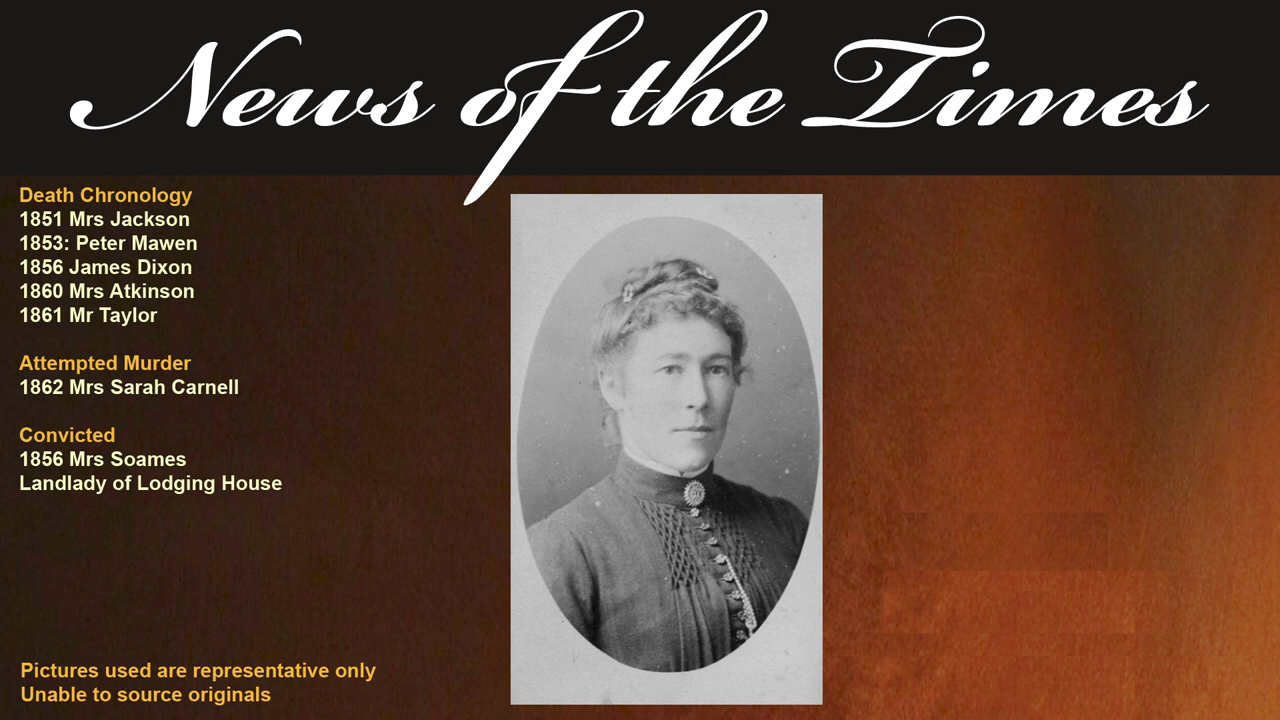 News of the Times
Death Chronology
1851 Mrs Jackson
1853: Peter Mawen
1856 James Dixon
1860 Mrs Atkinson
1861 Mr Taylor
Attempted Murder
1862 Mrs Sarah Carnell
Convicted
1856 Mrs Soames
Landlady of Lodging House
Pictures used are representative only
Unable to source originals